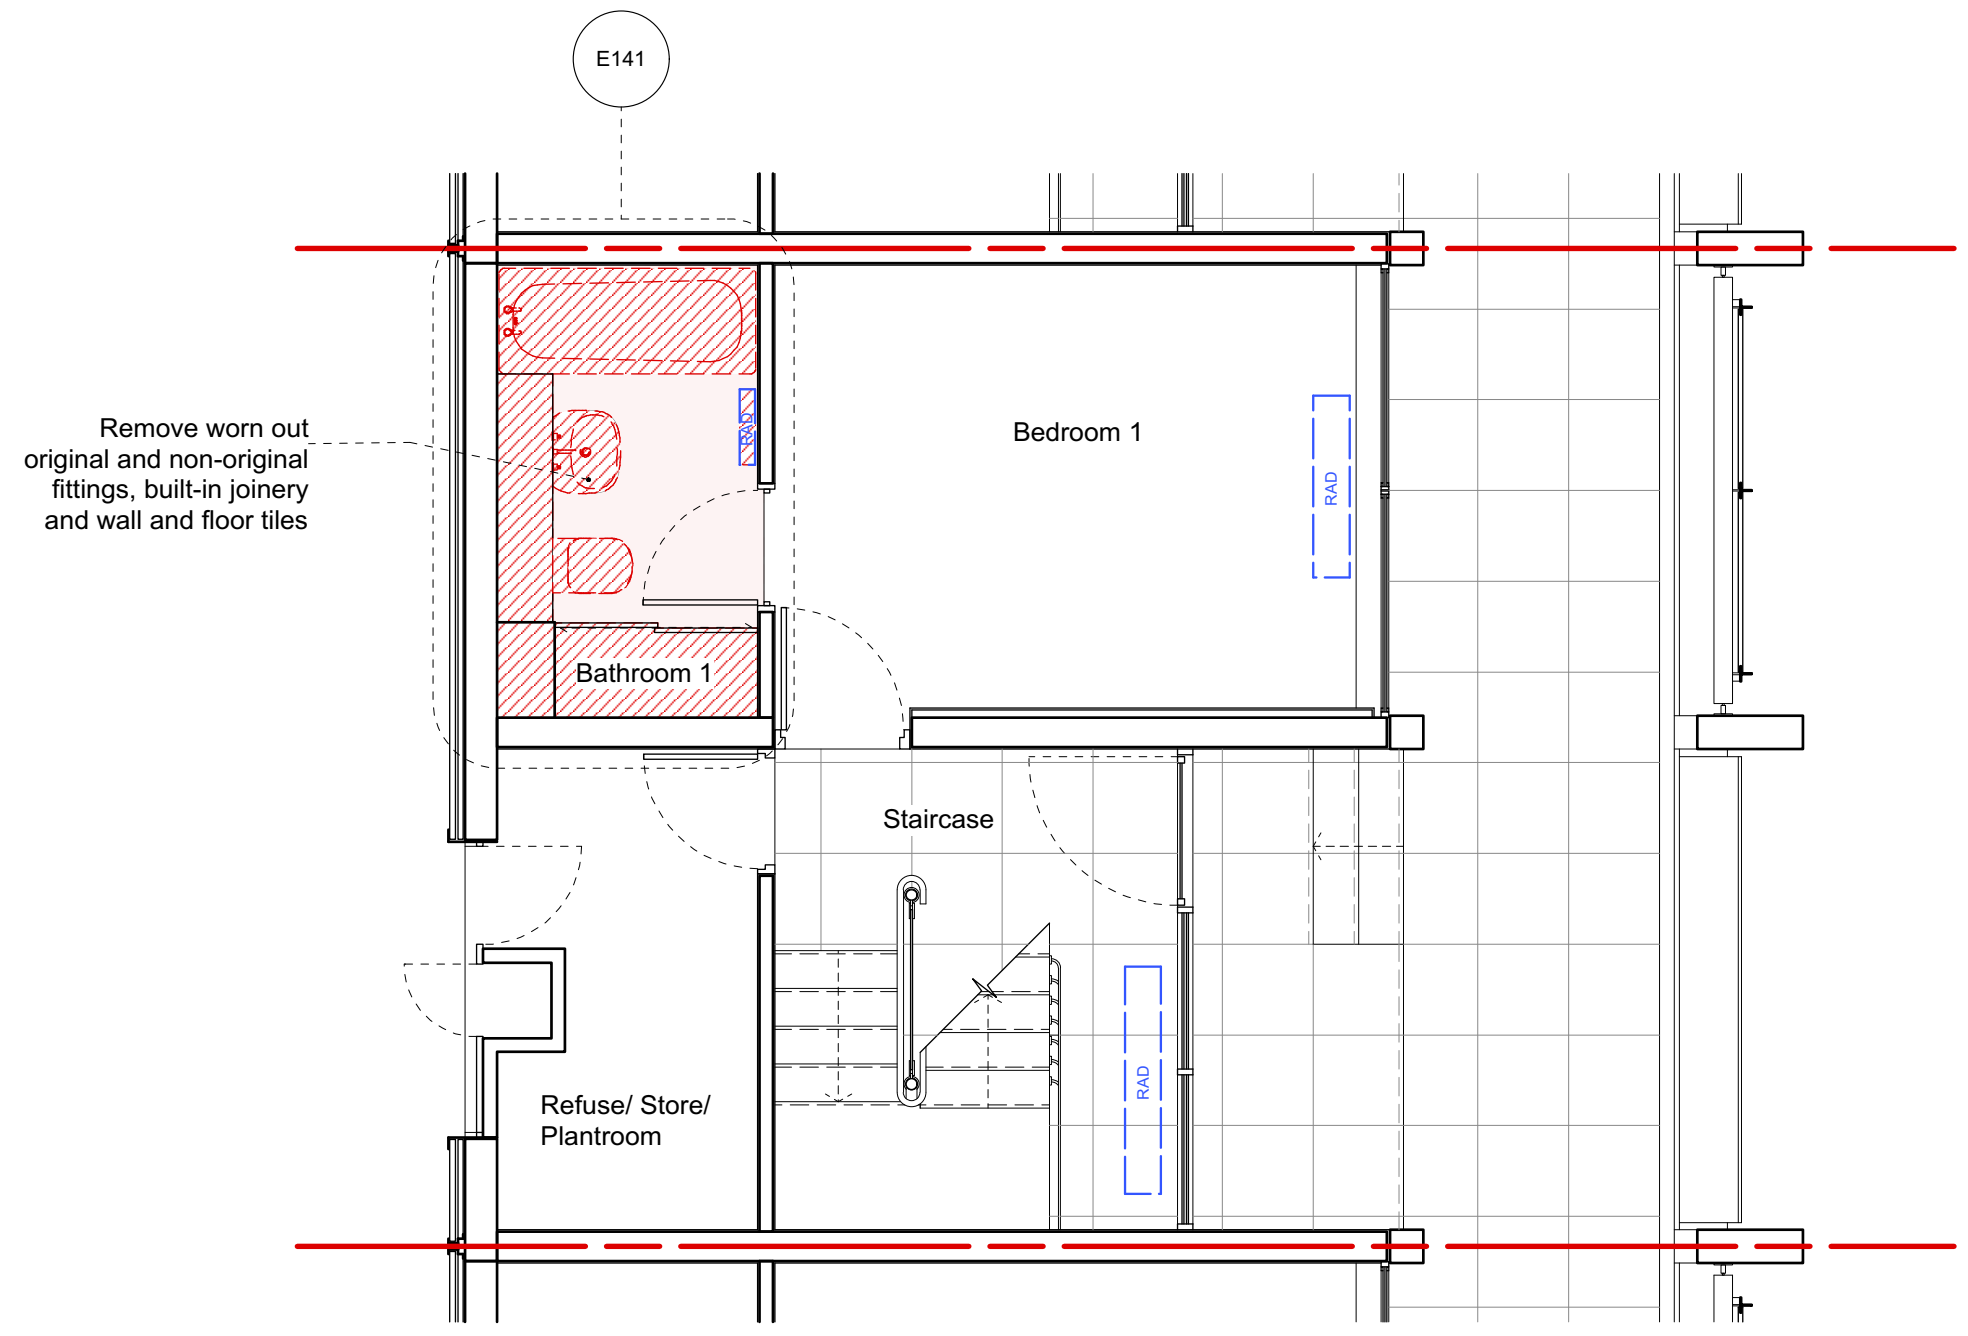 E141
Remove worn out
original and non-original
fittings, built-in joinery
and wall and floor tiles
RAD
Bedroom 1
RAD
Bathroom 1
Staircase
RAD
Refuse/ Store/
Plantroom